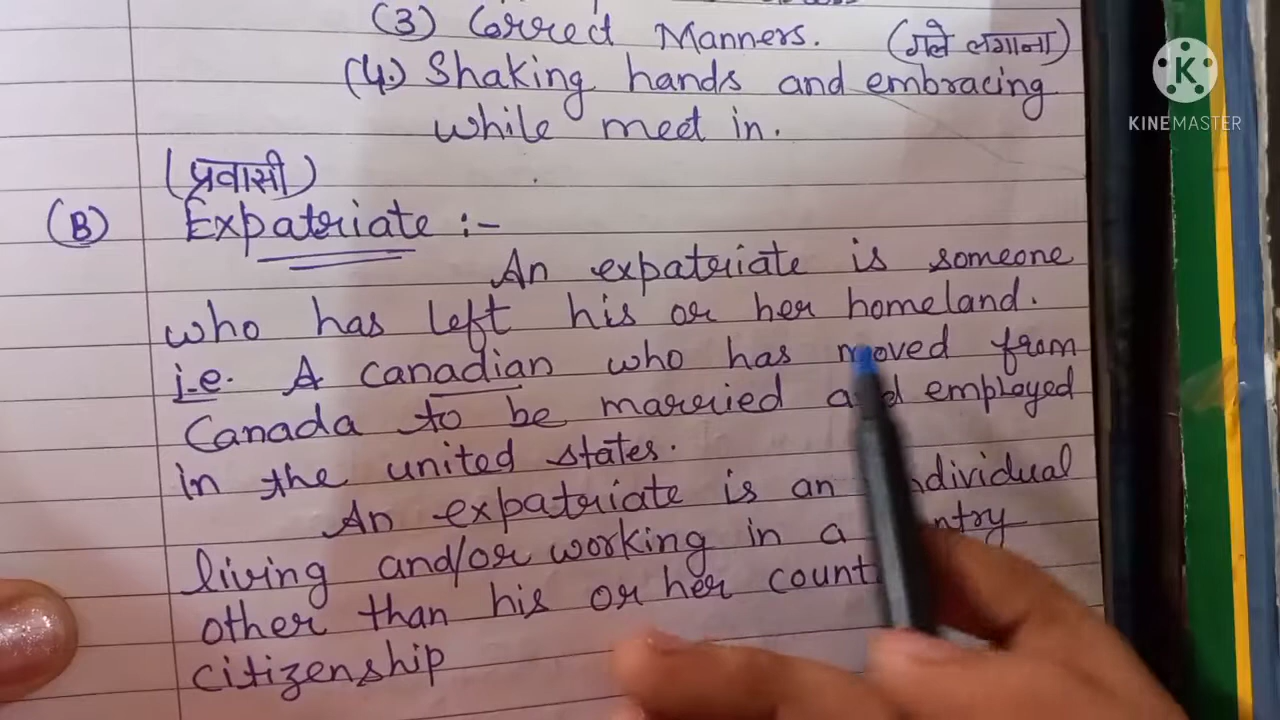 (3) Correct Manners. (गले लगाना)
(4.) Shaking hands and embracing
while meet in.
(प्रवासी)
(B) Expatriate :-
An expatriate is someone
who has left his or her homeland.
i.e. A Canadian who has moved from
Canada to be married and employed
in the united states.
An expatriate is an individual
living and/or working in a
other than his or her
citizenship
K
KINEMASTER